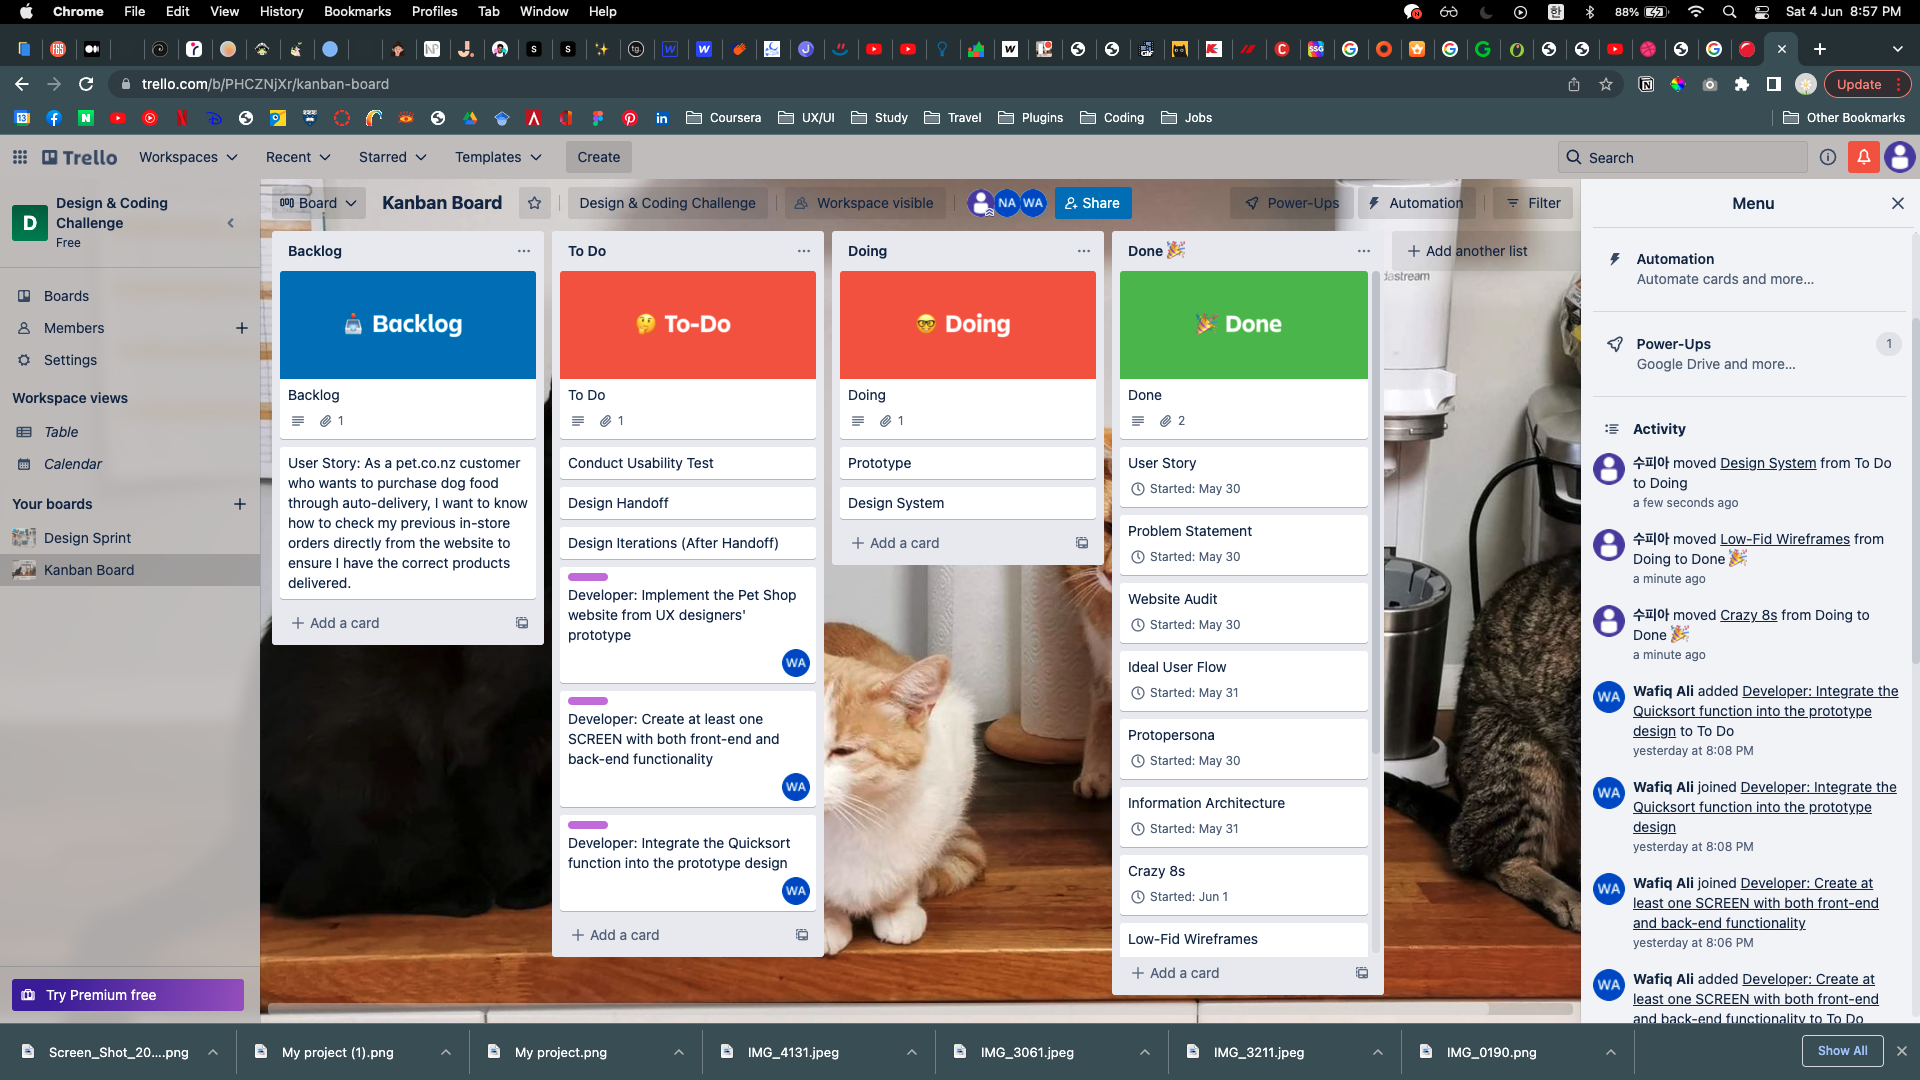 Chrome File Edit View History Bookmarks Profiles Tab Window Help
88% Sat 4 Jun 8:57 PM
trello.com/b/PHCZNjXr/kanban-board
Update
Coursera UX/UI Study Travel Plugins Coding Jobs
Other Bookmarks
Trello Workspaces Recent Starred Templates Create
Search
Design & Coding
Challenge
Free
D
Boards
Members
Settings
Workspace views
Table
Calendar
Your boards
Design Sprint
Kanban Board
Try Premium free
Board Kanban Board Design & Coding Challenge Workspace visible NA WA Share
Power-Ups Automation Filter
Backlog
Backlog
Backlog
1
User Story: As a pet.co.nz customer
who wants to purchase dog food
through auto-delivery, I want to know
how to check my previous in-store
orders directly from the website to
ensure I have the correct products
delivered.
+ Add a card
To Do
🤔 To-Do
To Do
1
Conduct Usability Test
Design Handoff
Design Iterations (After Handoff)
Developer: Implement the Pet Shop
website from UX designers'
prototype
WA
Developer: Create at least one
SCREEN with both front-end and
back-end functionality
WA
Developer: Integrate the Quicksort
function into the prototype design
WA
+ Add a card
Doing
🤓 Doing
Doing
1
Prototype
Design System
+ Add a card
Done 🎉
🎉 Done
Done
2
User Story
Started: May 30
Problem Statement
Started: May 30
Website Audit
Started: May 30
Ideal User Flow
Started: May 31
Protopersona
Started: May 30
Information Architecture
Started: May 31
Crazy 8s
Started: Jun 1
Low-Fid Wireframes
+ Add a card
+ Add another list
Menu
Automation
Automate cards and more...
Power-Ups
1
Google Drive and more...
Activity
수피아 moved Design System from To Do
to Doing
a few seconds ago
수피아 moved Low-Fid Wireframes from
Doing to Done 🎉
a minute ago
수피아 moved Crazy 8s from Doing to
Done 🎉
a minute ago
WA
Wafiq Ali added Developer: Integrate the
Quicksort function into the prototype
design to To Do
yesterday at 8:08 PM
WA
Wafiq Ali joined Developer: Integrate the
Quicksort function into the prototype
design
yesterday at 8:08 PM
WA
Wafiq Ali joined Developer: Create at
least one SCREEN with both front-end
and back-end functionality
yesterday at 8:06 PM
WA
Wafiq Ali added Developer: Create at
least one SCREEN with both front-end
and back-end functionality to To Do
Screen_Shot_20....png
My project (1).png
My project.png
IMG_4131.jpeg
IMG_3061.jpeg
IMG_3211.jpeg
IMG_0190.png
Show All